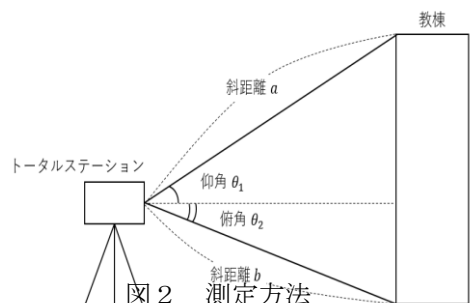 教棟
斜距離 a
トータルステーション
仰角 θ₁
俯角 θ₂
斜距離 b
図２　測定方法